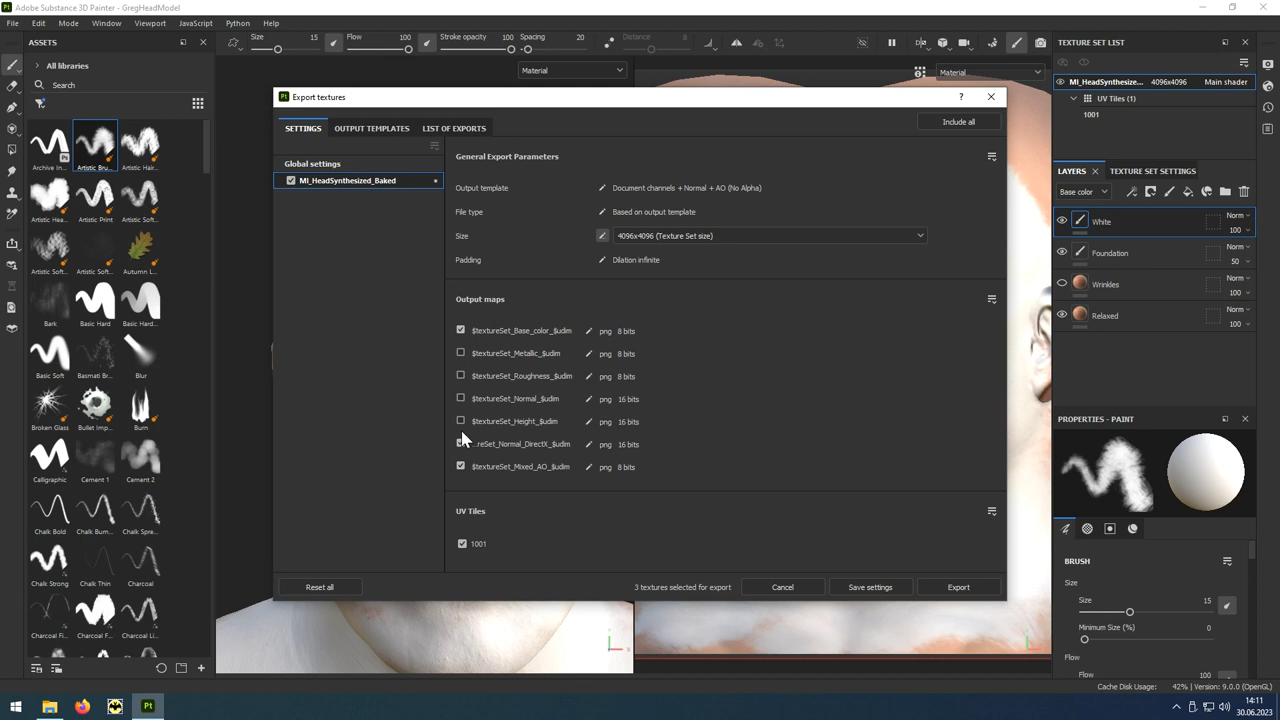 Adobe Substance 3D Painter - GregHeadModel
File Edit Mode Window Viewport JavaScript Python Help
Size 15 Flow 100 Stroke opacity 100 Spacing 20 Distance 8
ASSETS
All libraries
Search
Archive In...
Artistic Bru...
Artistic Hair...
Artistic Hea...
Artistic Print
Artistic Soft...
Artistic Soft...
Artistic Soft...
Autumn L...
Bark
Basic Hard
Basic Hard...
Basic Soft
Basmati Br...
Blur
Broken Gla...
Burn
Calligraphic
Cement 1
Cement 2
Chalk Bold
Chalk Bum...
Chalk Spre...
Chalk Strong
Chalk Thin
Charcoal
Charcoal Fi...
Charcoal F...
Charcoal Li...
Material
Material
Export textures
SETTINGS
OUTPUT TEMPLATES
LIST OF EXPORTS
Include all
Global settings
MI_HeadSynthesized_Baked
General Export Parameters
Output template Document channels + Normal + AO (No Alpha)
File type Based on output template
Size 4096x4096 (Texture Set size)
Padding Dilation infinite
Output maps
$textureSet_Base_color_$udim png 8 bits
$textureSet_Metallic_$udim png 8 bits
$textureSet_Roughness_$udim png 8 bits
$textureSet_Normal_$udim png 16 bits
$textureSet_Height_$udim png 16 bits
...reSet_Normal_DirectX_$udim png 16 bits
$textureSet_Mixed_AO_$udim png 8 bits
UV Tiles
1001
Reset all
3 textures selected for export
Cancel
Save settings
Export
TEXTURE SET LIST
MI_HeadSynthesize... 4096x4096 Main shader
UV Tiles (1)
1001
LAYERS
TEXTURE SET SETTINGS
Base color
White Norm 100
Foundation Norm 50
Wrinkles Norm 100
Relaxed Norm 100
PROPERTIES - PAINT
BRUSH
Size
Size 15
Minimum Size (%) 0
Flow
Flow 100
Cache Disk Usage: 42% | Version: 9.0.0 (OpenGL)
14:11
30.06.2023